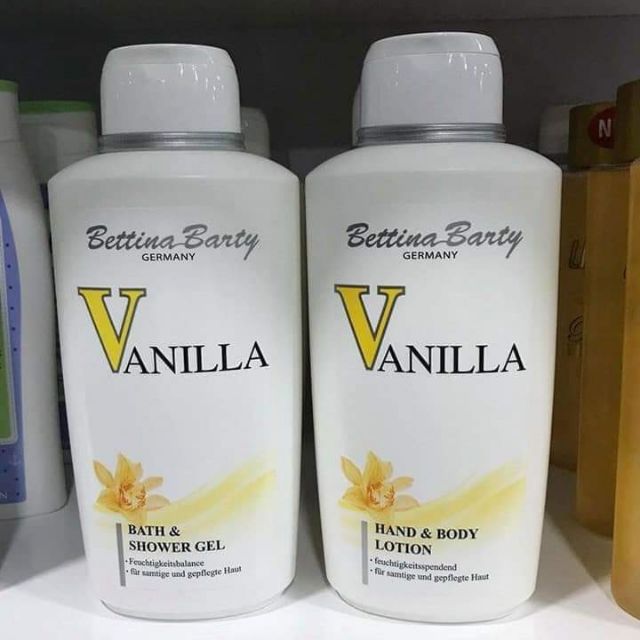 Bettina Barty
GERMANY
VANILLA
BATH &
SHOWER GEL
· Feuchtigkeitsbalance
· für samtige und gepflegte Haut
Bettina Barty
GERMANY
VANILLA
HAND & BODY
LOTION
· feuchtigkeitsspendend
· für samtige und gepflegte Haut
N